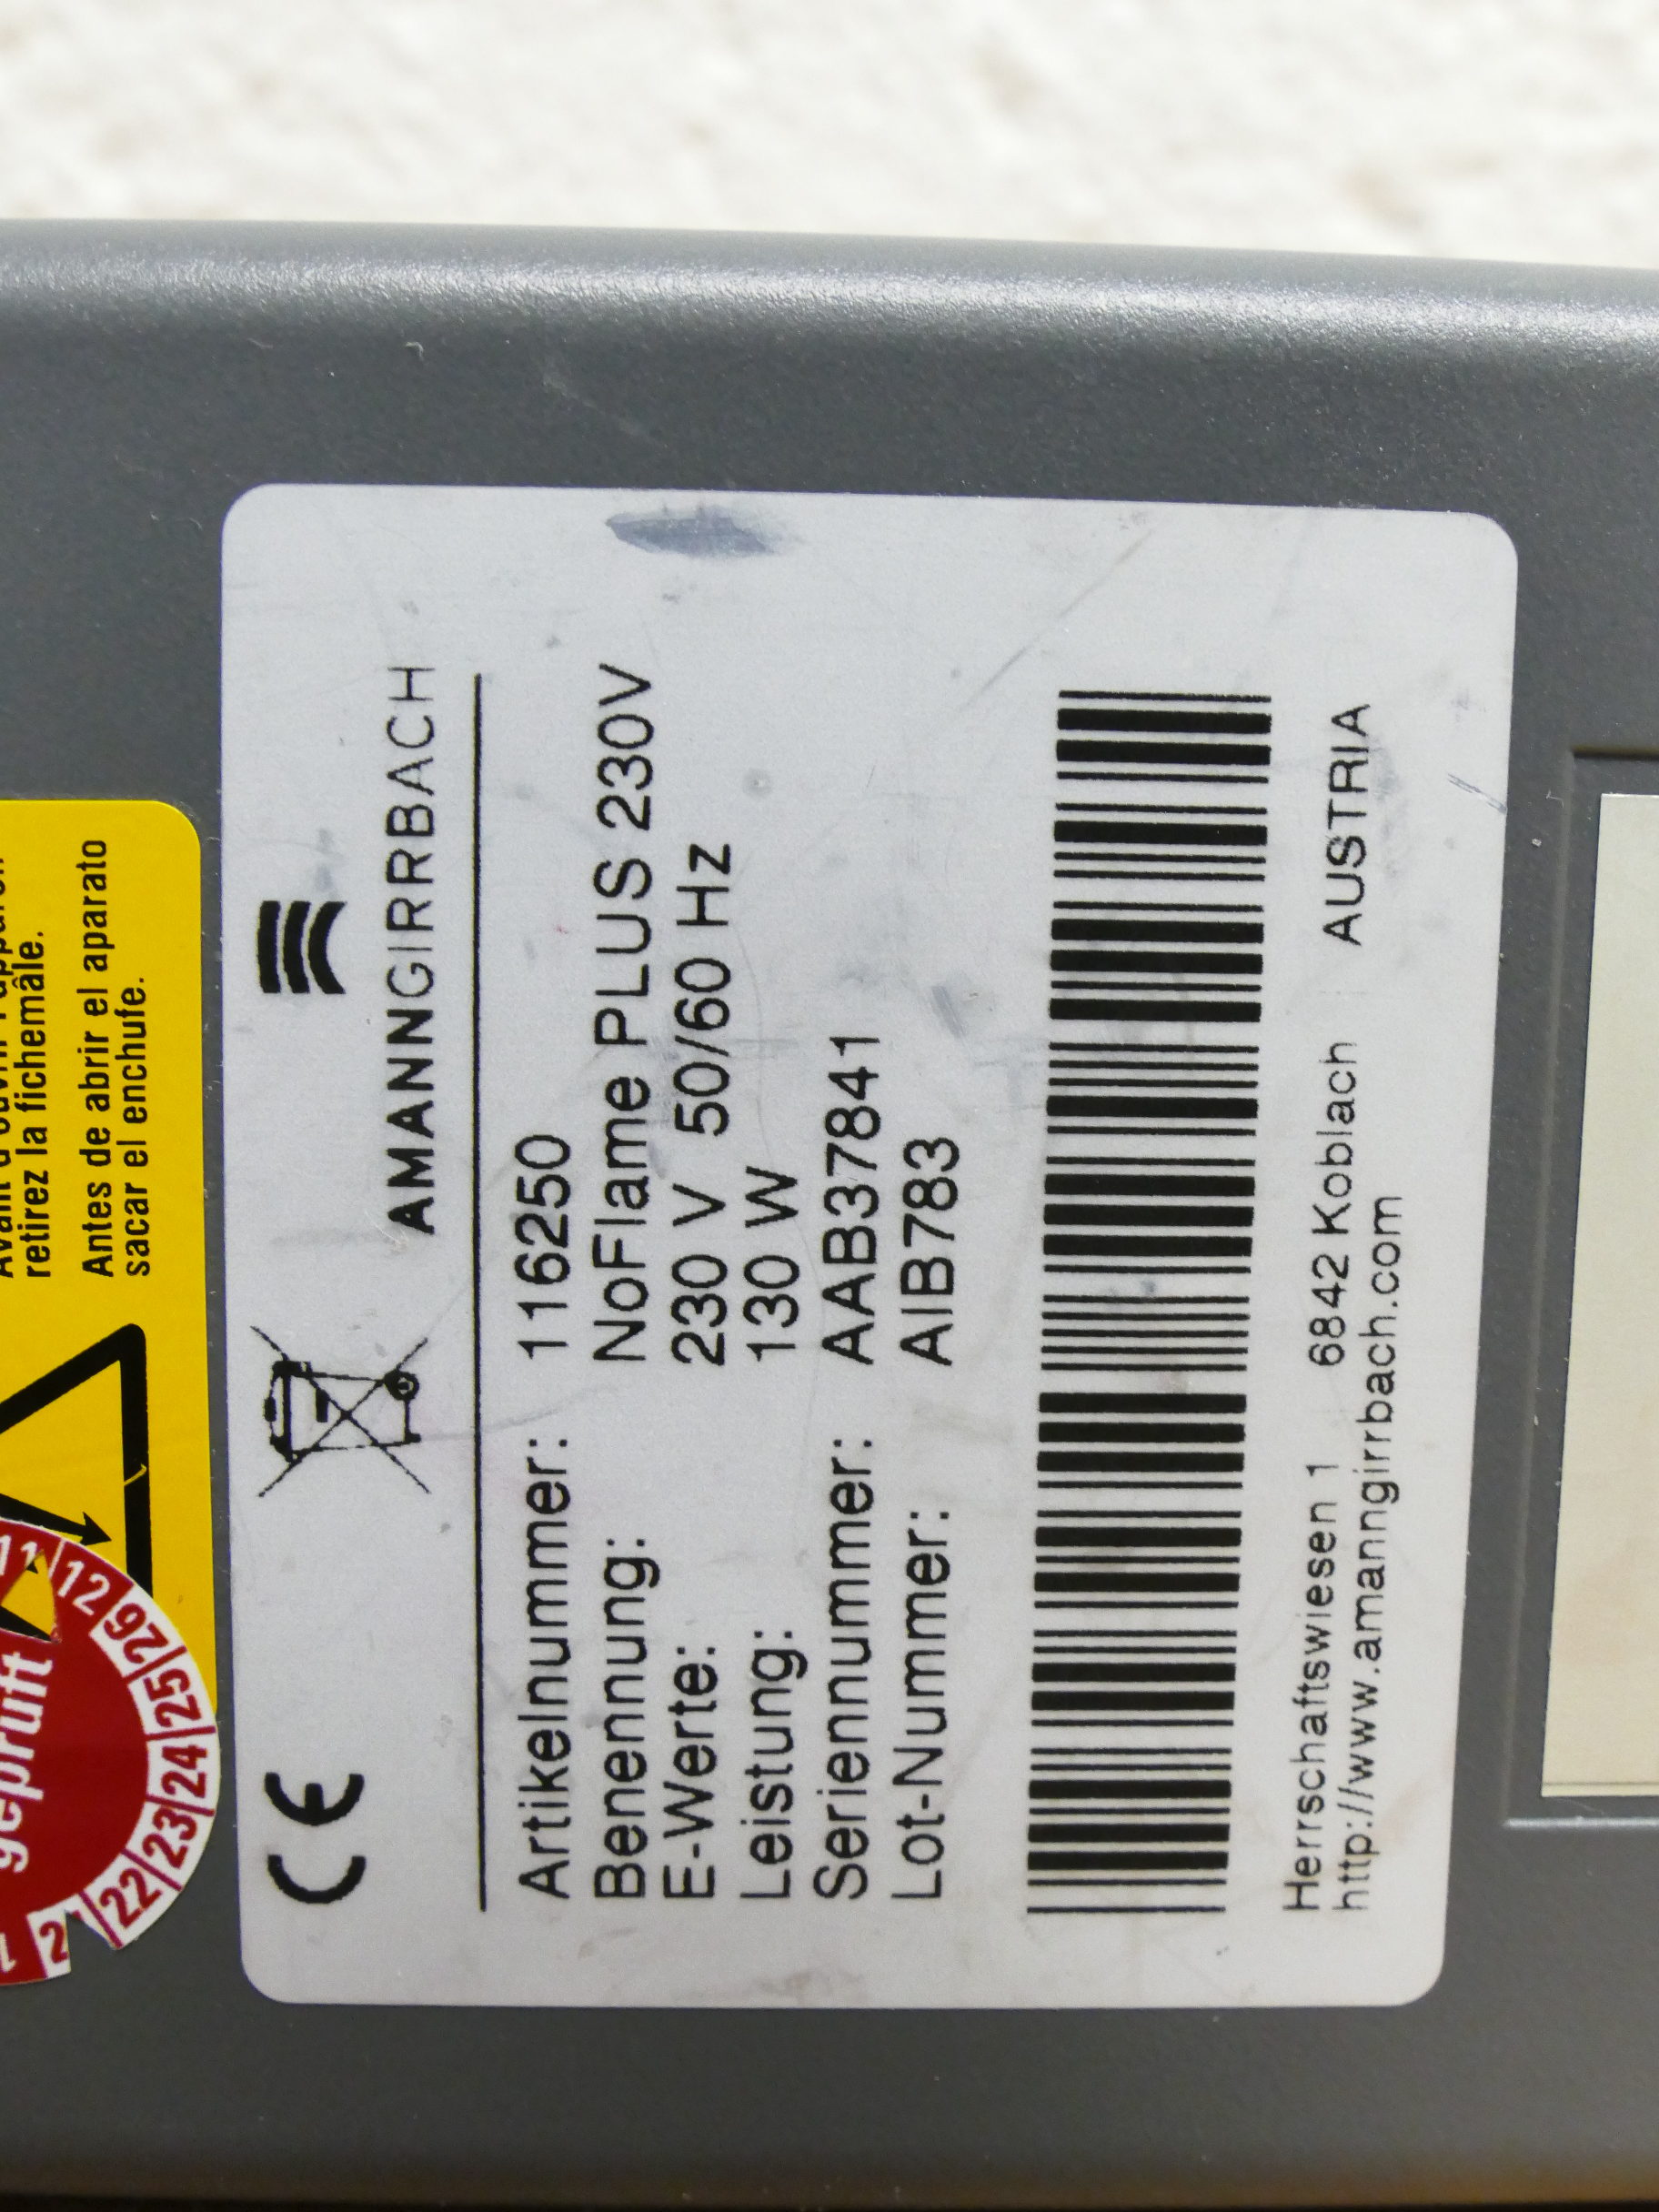 retirez la fichemâle.
Antes de abrir el aparato
sacar el enchufe.
geprüft
11 12 26 25 24 23 22
CE
AMANNGIRRBACH
Artikelnummer: 116250
Benennung: NoFlame PLUS 230V
E-Werte: 230 V 50/60 Hz
Leistung: 130 W
Seriennummer: AAB37841
Lot-Nummer: AIB783
Herrschaftswiesen 1 6842 Koblach | AUSTRIA
http://www.amanngirrbach.com